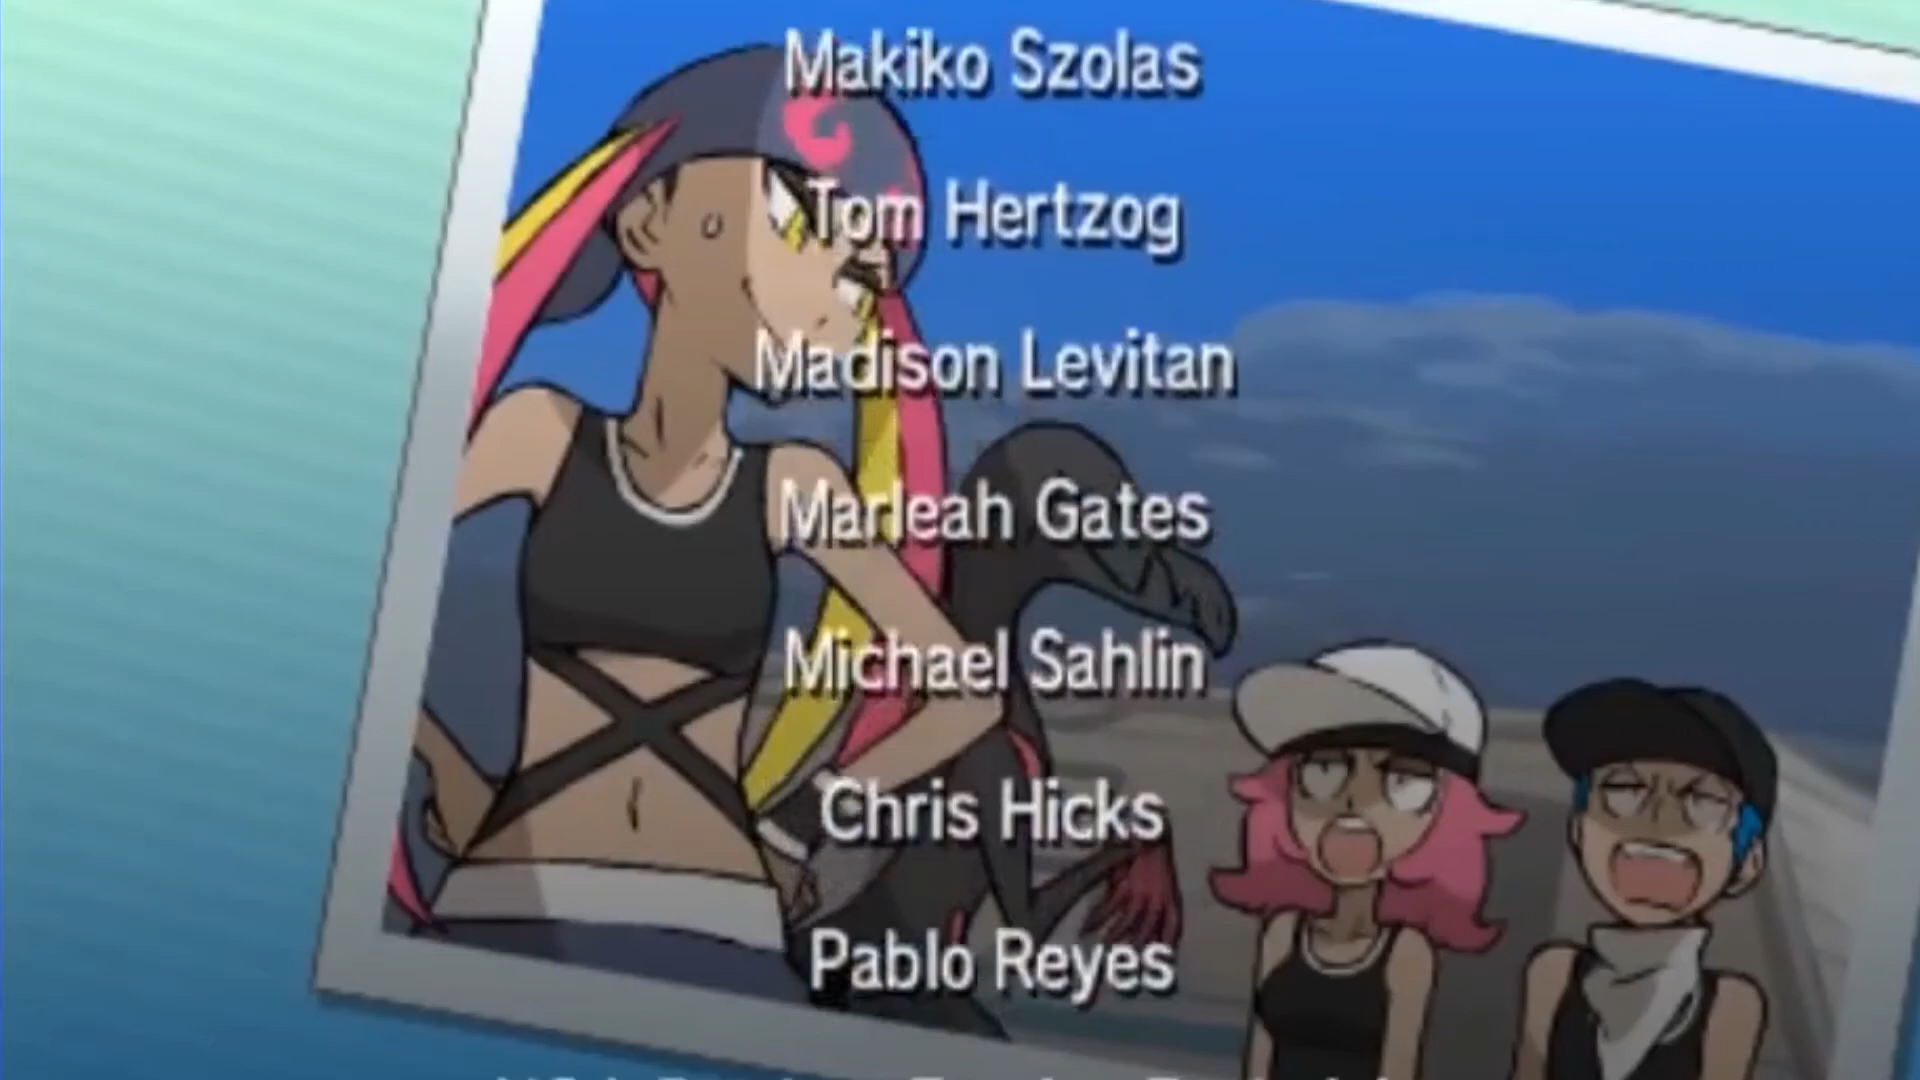 Makiko Szolas
Tom Hertzog
Madison Levitan
Marleah Gates
Michael Sahlin
Chris Hicks
Pablo Reyes